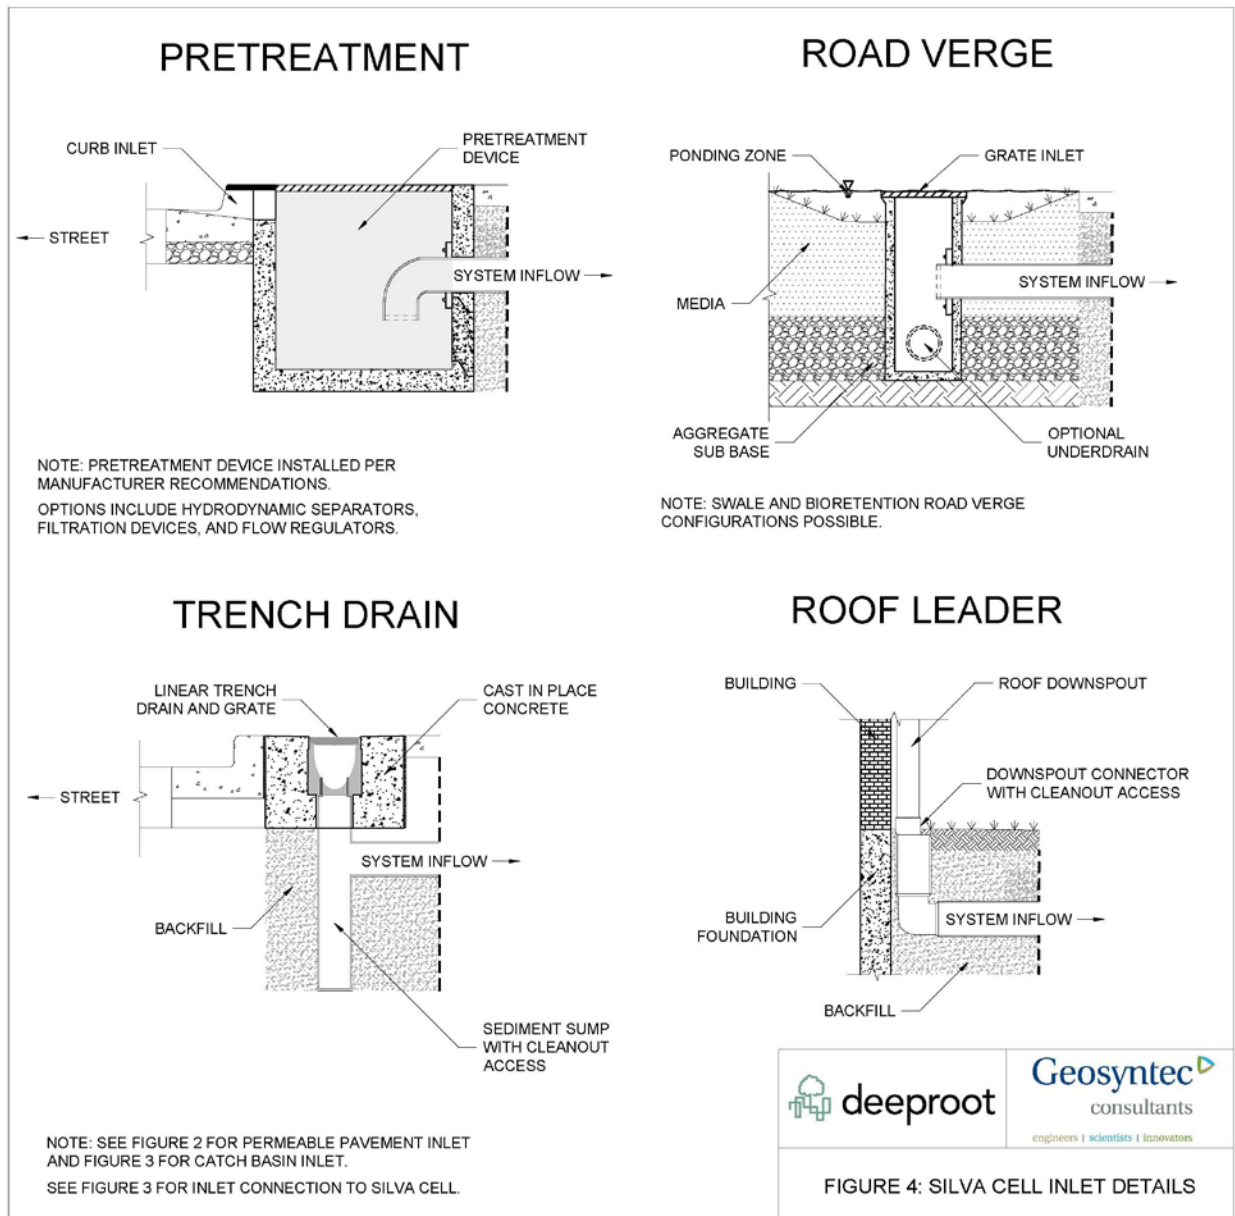 PRETREATMENT
CURB INLET
PRETREATMENT
DEVICE
STREET
SYSTEM INFLOW
NOTE: PRETREATMENT DEVICE INSTALLED PER
MANUFACTURER RECOMMENDATIONS.
OPTIONS INCLUDE HYDRODYNAMIC SEPARATORS,
FILTRATION DEVICES, AND FLOW REGULATORS.
ROAD VERGE
PONDING ZONE
GRATE INLET
SYSTEM INFLOW
MEDIA
AGGREGATE
SUB BASE
OPTIONAL
UNDERDRAIN
NOTE: SWALE AND BIORETENTION ROAD VERGE
CONFIGURATIONS POSSIBLE.
TRENCH DRAIN
LINEAR TRENCH
DRAIN AND GRATE
CAST IN PLACE
CONCRETE
STREET
SYSTEM INFLOW
BACKFILL
SEDIMENT SUMP
WITH CLEANOUT
ACCESS
NOTE: SEE FIGURE 2 FOR PERMEABLE PAVEMENT INLET
AND FIGURE 3 FOR CATCH BASIN INLET.
SEE FIGURE 3 FOR INLET CONNECTION TO SILVA CELL.
ROOF LEADER
BUILDING
ROOF DOWNSPOUT
DOWNSPOUT CONNECTOR
WITH CLEANOUT ACCESS
BUILDING
FOUNDATION
SYSTEM INFLOW
BACKFILL
deeproot
Geosyntec
consultants
engineers | scientists | innovators
FIGURE 4: SILVA CELL INLET DETAILS